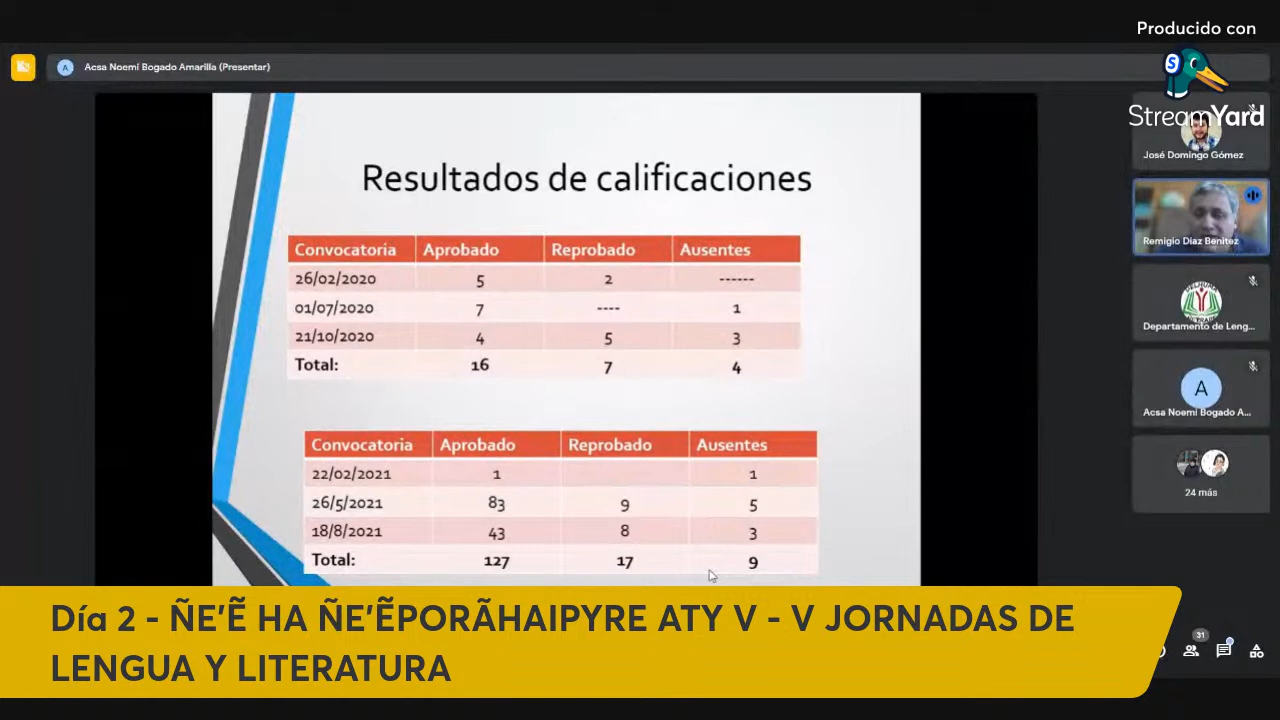 Producido con
StreamYard
A Acsa Noemí Bogado Amarilla (Presentar)
Resultados de calificaciones
Convocatoria Aprobado Reprobado Ausentes
26/02/2020 5 2 ------
01/07/2020 7 ---- 1
21/10/2020 4 5 3
Total: 16 7 4
Convocatoria Aprobado Reprobado Ausentes
22/02/2021 1 1
26/5/2021 83 9 5
18/8/2021 43 8 3
Total: 127 17 9
José Domingo Gómez
Remigio Diaz Benitez
Departamento de Leng...
A
Acsa Noemí Bogado A...
24 más
31
Día 2 - ÑE'Ẽ HA ÑE'ẼPORÃHAIPYRE ATY V - V JORNADAS DE
LENGUA Y LITERATURA